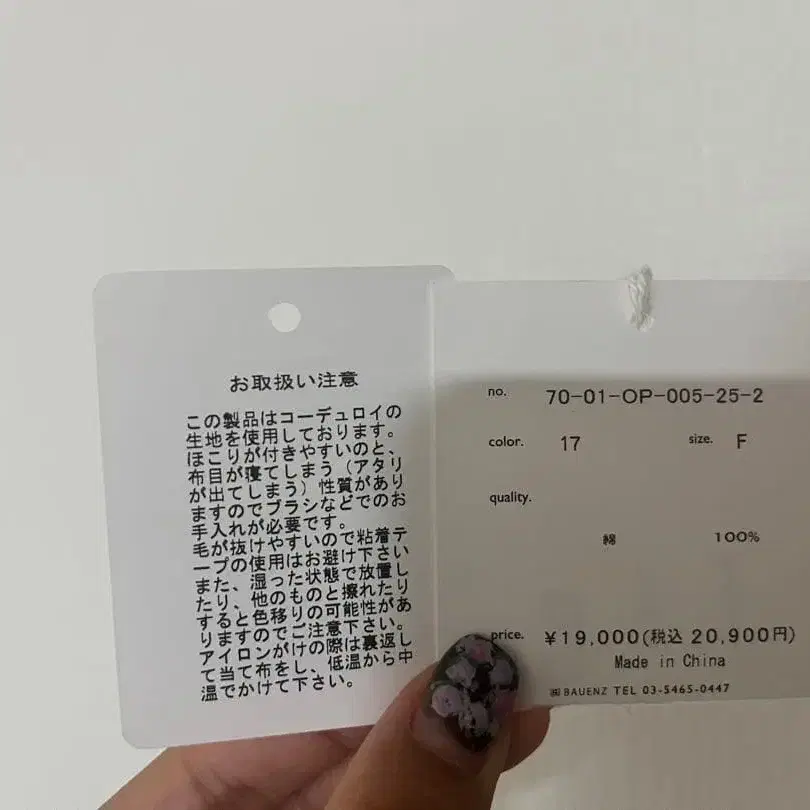 お取扱い注意
この製品はコーデュロイの
生地を使用しております。
ほこりが付きやすいのと、
布目が寝てしまう（アタリ
が出てしまう）性質があり
ますのでブラシなどでのお
手入れが必要です。
毛が抜けやすいので粘着テ
ープの使用はお避け下さい
また、湿った状態で放置し
たり、他のものと擦れたり
すると色移りの可能性があ
りますのでご注意下さい。
アイロンがけの際は裏返し
て当て布をし、低温から中
温でかけて下さい。
no. 70-01-OP-005-25-2
color. 17 size. F
quality.
綿 100%
price. ¥19,000(税込 20,900円)
Made in China
㈱ BAUENZ TEL 03-5465-0447